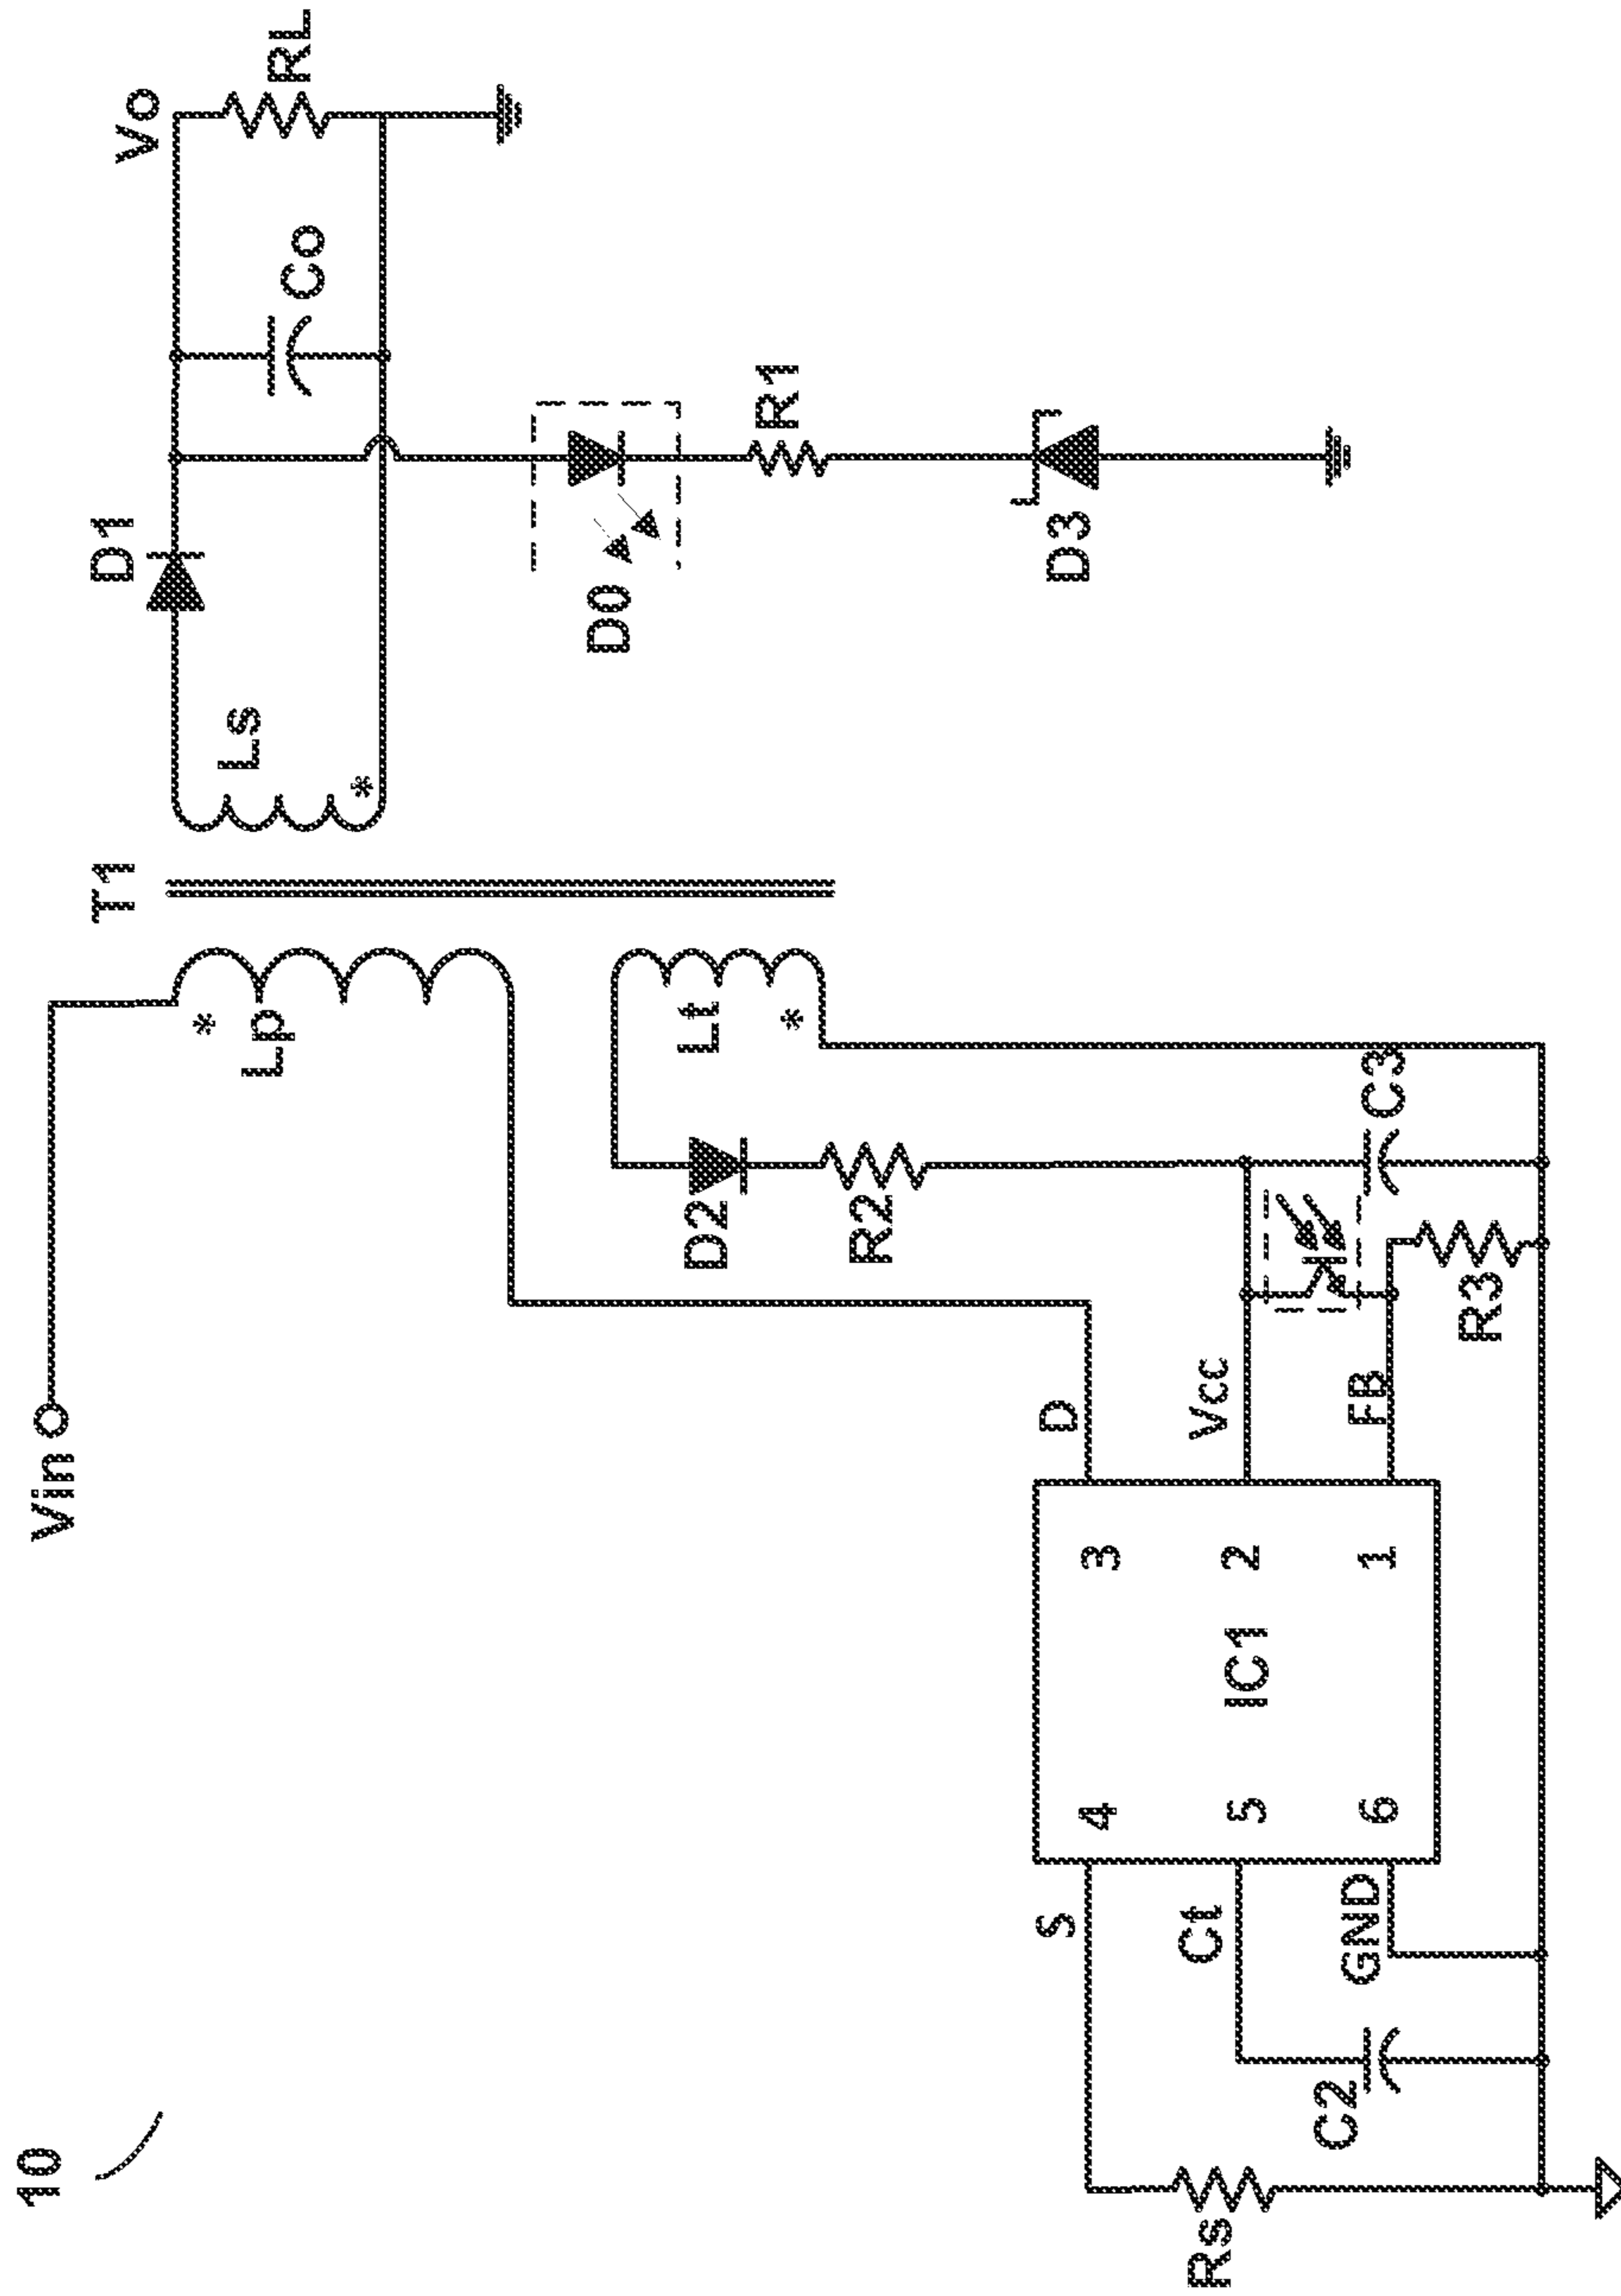 10
Vin
T1
D1
Vo
*
Lp
Ls
*
Co
RL
Lt
*
D2
R2
D0
R1
D3
D
Vcc
FB
C3
R3
S
Ct
GND
4
5
6
IC1
3
2
1
C2
Rs